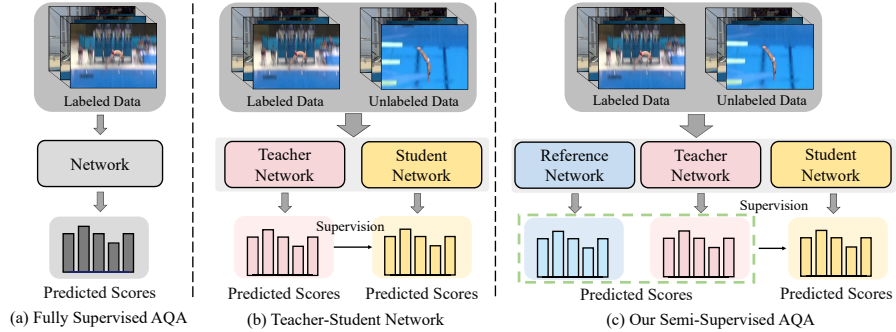 Labeled Data
Network
Predicted Scores
(a) Fully Supervised AQA
Labeled Data
Unlabeled Data
Teacher
Network
Student
Network
Supervision
Predicted Scores
Predicted Scores
(b) Teacher-Student Network
Labeled Data
Unlabeled Data
Reference
Network
Teacher
Network
Student
Network
Supervision
Predicted Scores
Predicted Scores
(c) Our Semi-Supervised AQA